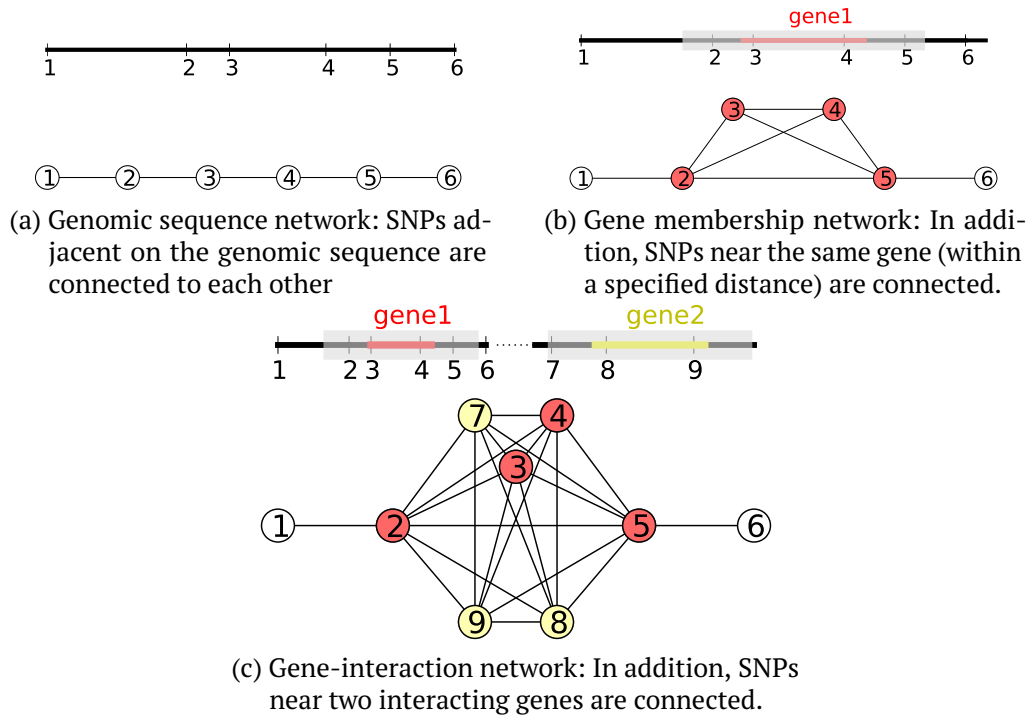 1 2 3 4 5 6
1 2 3 4 5 6
(a) Genomic sequence network: SNPs ad-
jacent on the genomic sequence are
connected to each other
gene1
1 2 3 4 5 6
3 4
1 2 5 6
(b) Gene membership network: In addi-
tion, SNPs near the same gene (within
a specified distance) are connected.
gene1 gene2
1 2 3 4 5 6 ...... 7 8 9
7 4
3
1 2 5 6
9 8
(c) Gene-interaction network: In addition, SNPs
near two interacting genes are connected.